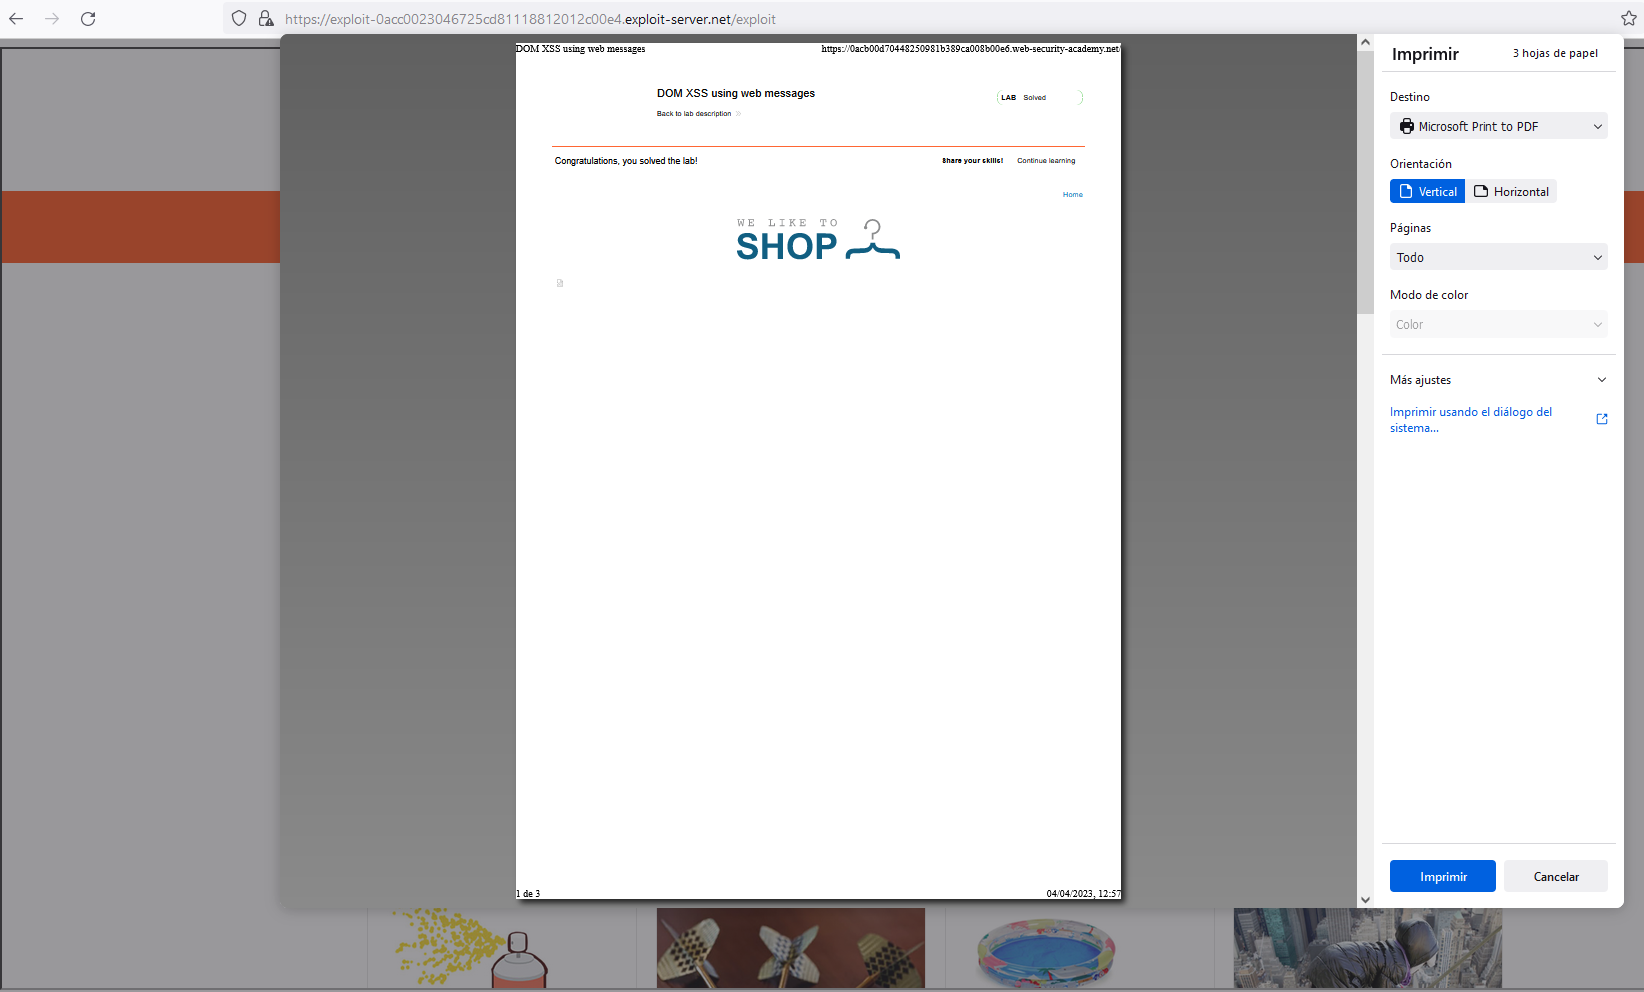 https://exploit-0acc0023046725cd81118812012c00e4.exploit-server.net/exploit
DOM XSS using web messages
https://0acb00d70448250981b389ca008b00e6.web-security-academy.net/
DOM XSS using web messages
LAB Solved
Back to lab description »
Congratulations, you solved the lab!
Share your skills!
Continue learning
Home
WE LIKE TO
SHOP
1 de 3
04/04/2023, 12:57
Imprimir
3 hojas de papel
Destino
Microsoft Print to PDF
Orientación
Vertical
Horizontal
Páginas
Todo
Modo de color
Color
Más ajustes
Imprimir usando el diálogo del
sistema...
Imprimir
Cancelar